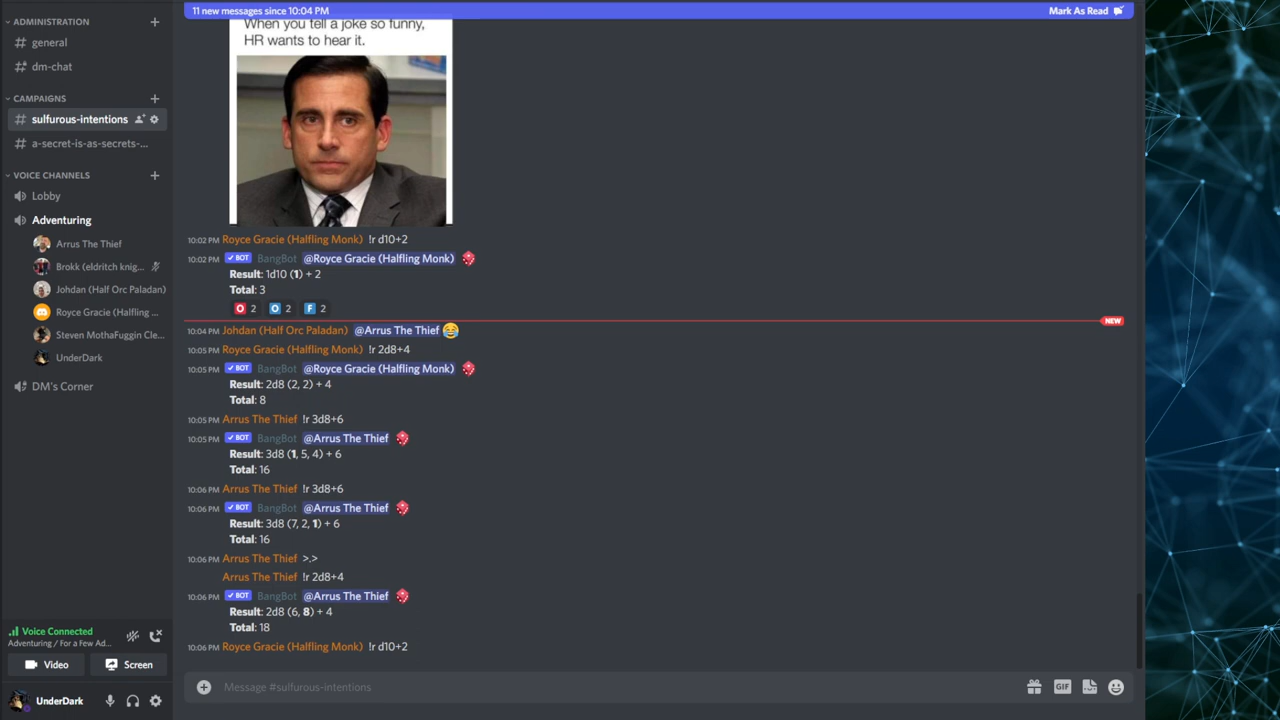 11 new messages since 10:04 PM
Mark As Read
ADMINISTRATION
general
dm-chat
CAMPAIGNS
sulfurous-intentions
a-secret-is-as-secrets-...
VOICE CHANNELS
Lobby
Adventuring
Arrus The Thief
Brokk (eldritch knig...
Johdan (Half Orc Paladan)
Royce Gracie (Halfling ...
Steven MothaFuggin Cle...
UnderDark
DM's Corner
Voice Connected
Adventuring / For a Few Ad...
Video
Screen
UnderDark
When you tell a joke so funny,
HR wants to hear it.
10:02 PM Royce Gracie (Halfling Monk) !r d10+2
10:02 PM ✓ BOT BangBot @Royce Gracie (Halfling Monk)
Result: 1d10 (1) + 2
Total: 3
O 2 O 2 F 2
NEW
10:04 PM Johdan (Half Orc Paladan) @Arrus The Thief 😂
10:05 PM Royce Gracie (Halfling Monk) !r 2d8+4
10:05 PM ✓ BOT BangBot @Royce Gracie (Halfling Monk)
Result: 2d8 (2, 2) + 4
Total: 8
10:05 PM Arrus The Thief !r 3d8+6
10:05 PM ✓ BOT BangBot @Arrus The Thief
Result: 3d8 (1, 5, 4) + 6
Total: 16
10:06 PM Arrus The Thief !r 3d8+6
10:06 PM ✓ BOT BangBot @Arrus The Thief
Result: 3d8 (7, 2, 1) + 6
Total: 16
10:06 PM Arrus The Thief >.>
Arrus The Thief !r 2d8+4
10:06 PM ✓ BOT BangBot @Arrus The Thief
Result: 2d8 (6, 8) + 4
Total: 18
10:06 PM Royce Gracie (Halfling Monk) !r d10+2
Message #sulfurous-intentions
GIF